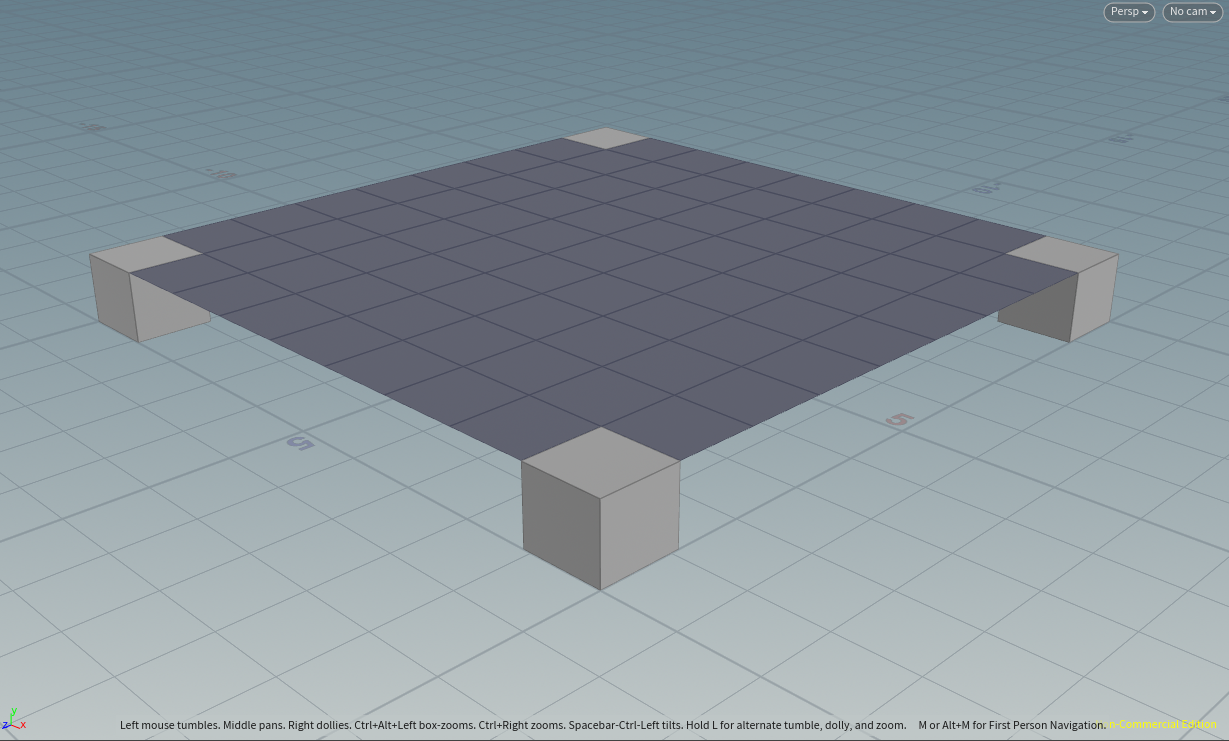 Persp
No cam
5
5
y
z
x
Left mouse tumbles. Middle pans. Right dollies. Ctrl+Alt+Left box-zooms. Ctrl+Right zooms. Spacebar-Ctrl-Left tilts. Hold L for alternate tumble, dolly, and zoom. M or Alt+M for First Person Navigation.
n-Commercial Edition